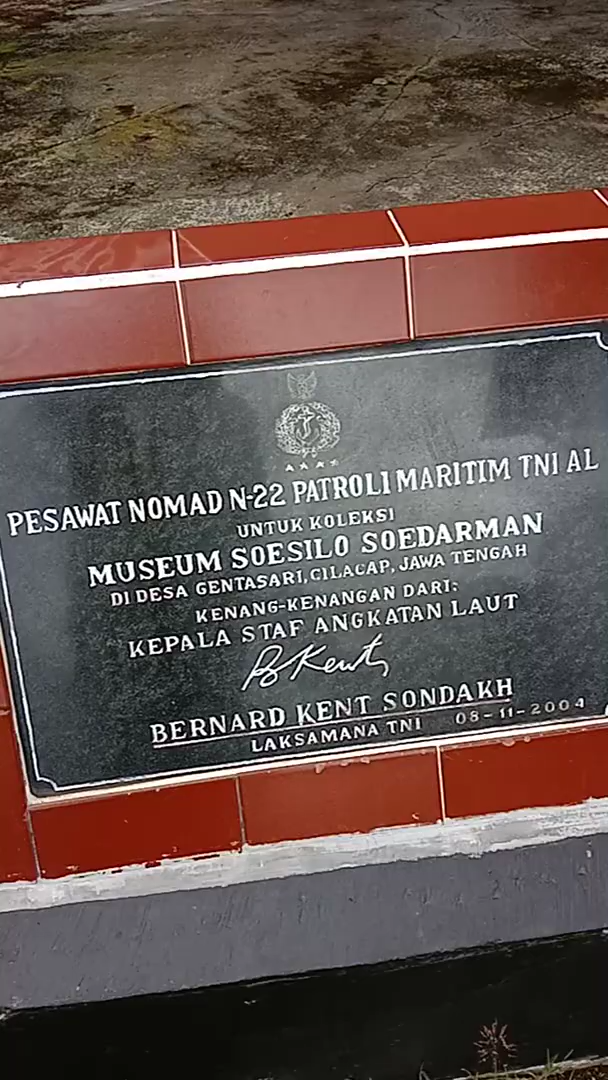 PESAWAT NOMAD N-22 PATROLI MARITIM TNI AL
UNTUK KOLEKSI
MUSEUM SOESILO SOEDARMAN
DI DESA GENTASARI, CILACAP, JAWA TENGAH
KENANG-KENANGAN DARI:
KEPALA STAF ANGKATAN LAUT
BKent
BERNARD KENT SONDAKH
LAKSAMANA TNI 08-11-2004